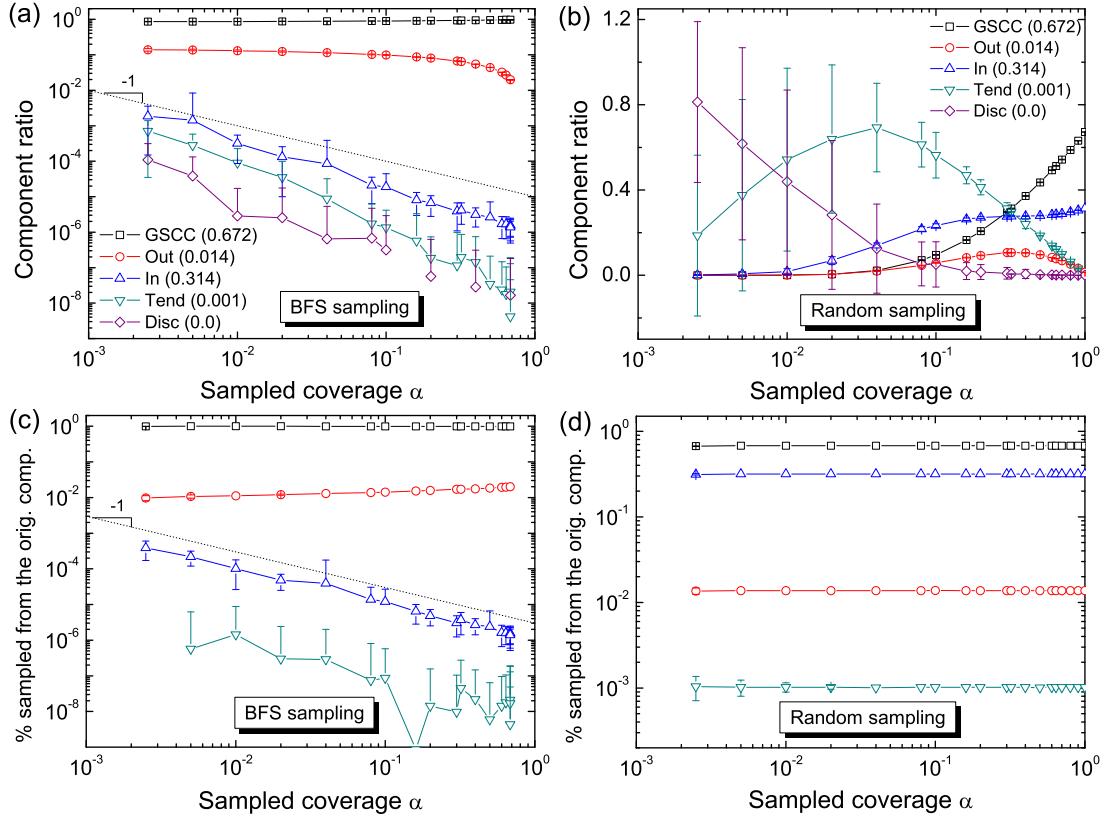 (a)
10^0
10^-2
10^-4
10^-6
10^-8
Component ratio
-1
GSCC (0.672)
Out (0.014)
In (0.314)
Tend (0.001)
Disc (0.0)
BFS sampling
10^-3
10^-2
10^-1
10^0
Sampled coverage α
(b)
1.2
0.8
0.4
0.0
Component ratio
GSCC (0.672)
Out (0.014)
In (0.314)
Tend (0.001)
Disc (0.0)
Random sampling
10^-3
10^-2
10^-1
10^0
Sampled coverage α
(c)
10^0
10^-2
10^-4
10^-6
10^-8
% sampled from the orig. comp.
-1
BFS sampling
10^-3
10^-2
10^-1
10^0
Sampled coverage α
(d)
10^0
10^-1
10^-2
10^-3
% sampled from the orig. comp.
Random sampling
10^-3
10^-2
10^-1
10^0
Sampled coverage α